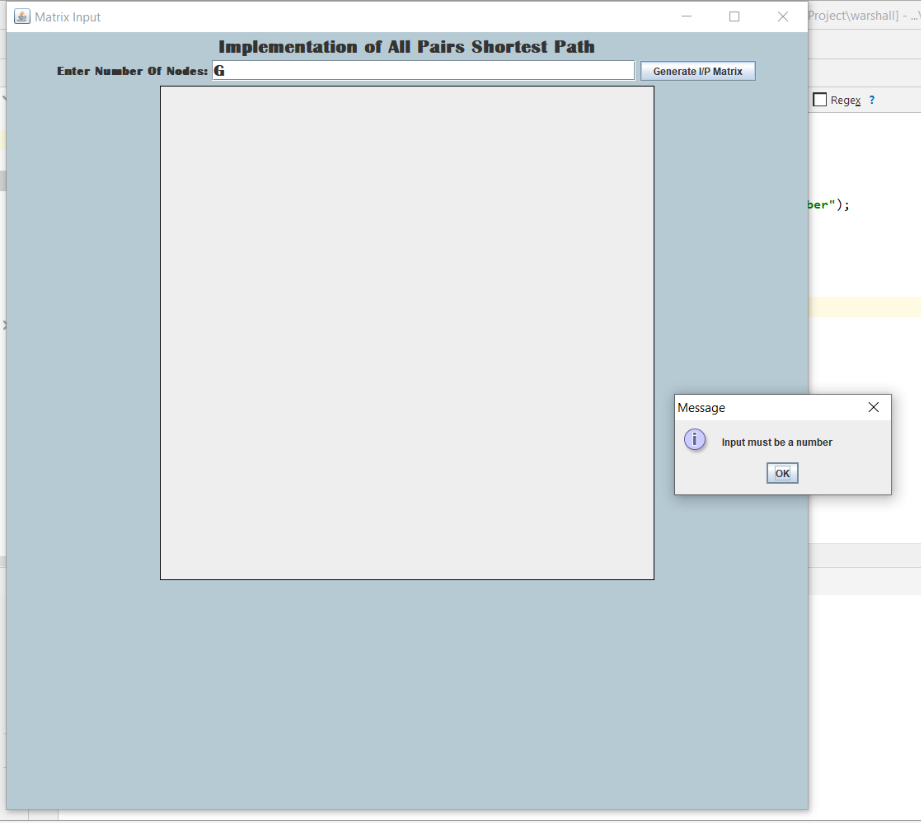 Matrix Input
Project\warshall] - ...\
Implementation of All Pairs Shortest Path
Enter Number Of Nodes: G Generate I/P Matrix
Regex ?
ber");
Message
Input must be a number
OK